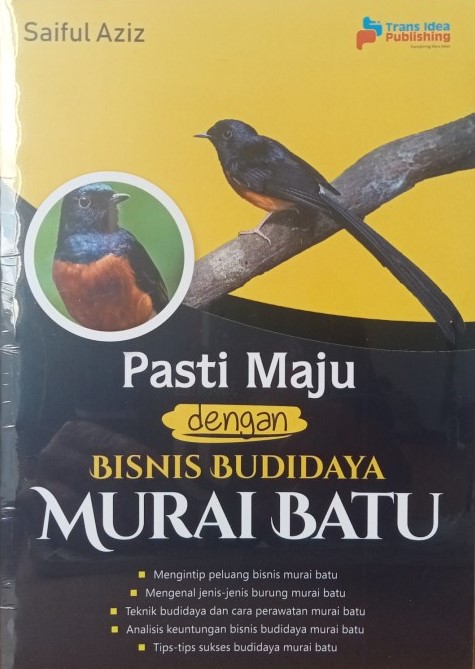 Saiful Aziz
Trans Idea
Publishing
Pasti Maju
dengan
BISNIS BUDIDAYA
MURAI BATU
Mengintip peluang bisnis murai batu
Mengenal jenis-jenis burung murai batu
Teknik budidaya dan cara perawatan murai batu
Analisis keuntungan bisnis budidaya murai batu
Tips-tips sukses budidaya murai batu